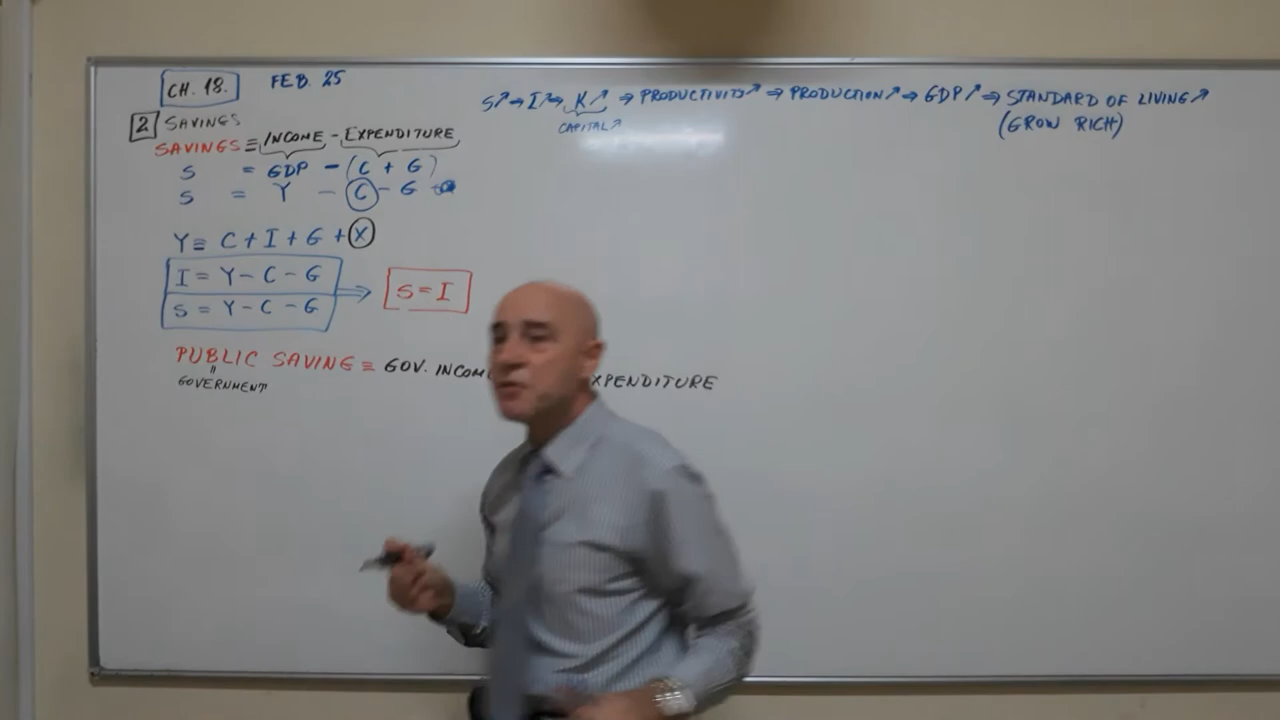 CH. 18. FEB. 25
2 SAVINGS
SAVINGS ≡ INCOME - EXPENDITURE
S = GDP - (C + G)
S = Y - C - G
Y ≡ C + I + G + X
I = Y - C - G
S = Y - C - G
⇒ S = I
PUBLIC SAVING ≡ GOV. INCOM XPENDITURE
"
GOVERNMENT
S↗ ⇒ I↗ ⇒ K↗ ⇒ PRODUCTIVITY↗ ⇒ PRODUCTION↗ ⇒ GDP↗ ⇒ STANDARD OF LIVING↗
CAPITAL↗ (GROW RICH)